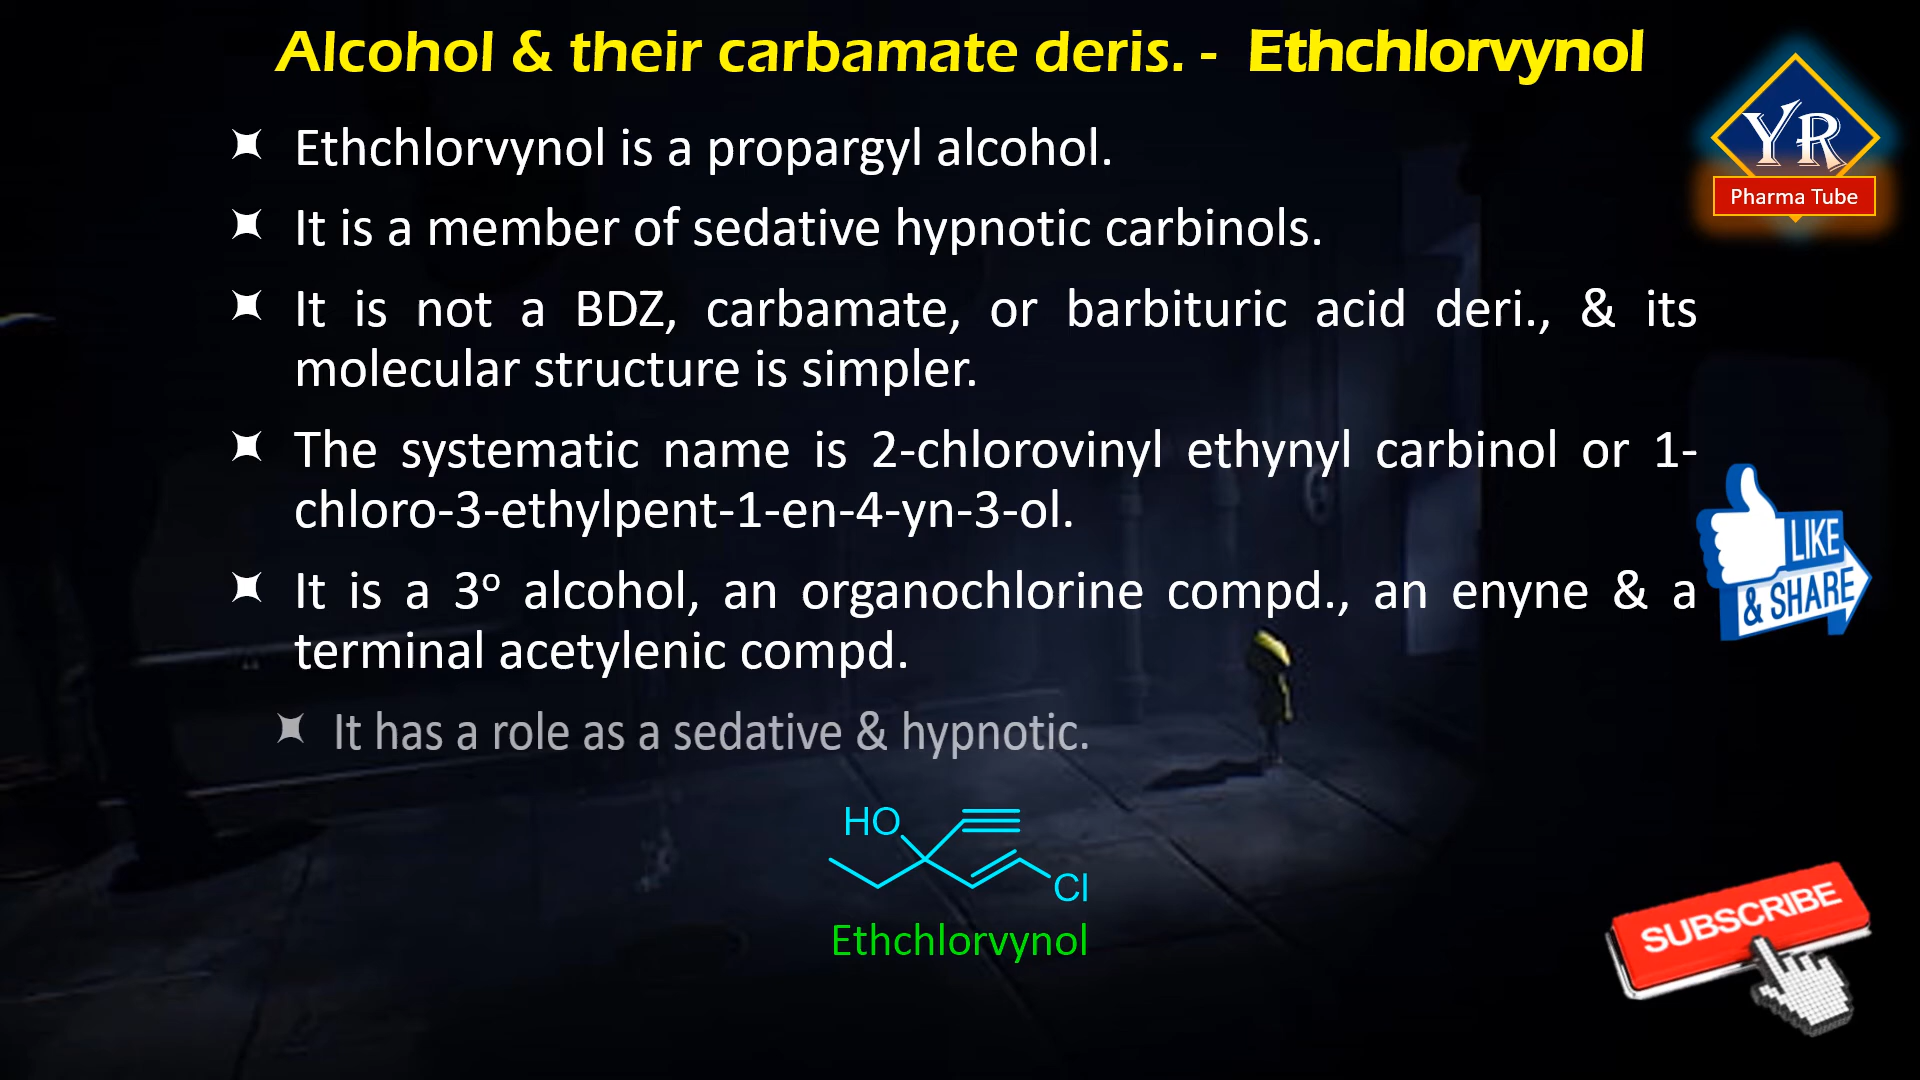 Alcohol & their carbamate deris. - Ethchlorvynol
YR
Pharma Tube
Ethchlorvynol is a propargyl alcohol.
It is a member of sedative hypnotic carbinols.
It is not a BDZ, carbamate, or barbituric acid deri., & its
molecular structure is simpler.
The systematic name is 2-chlorovinyl ethynyl carbinol or 1-
chloro-3-ethylpent-1-en-4-yn-3-ol.
It is a 3º alcohol, an organochlorine compd., an enyne & a
terminal acetylenic compd.
LIKE
& SHARE
It has a role as a sedative & hypnotic.
HO
Cl
Ethchlorvynol
SUBSCRIBE